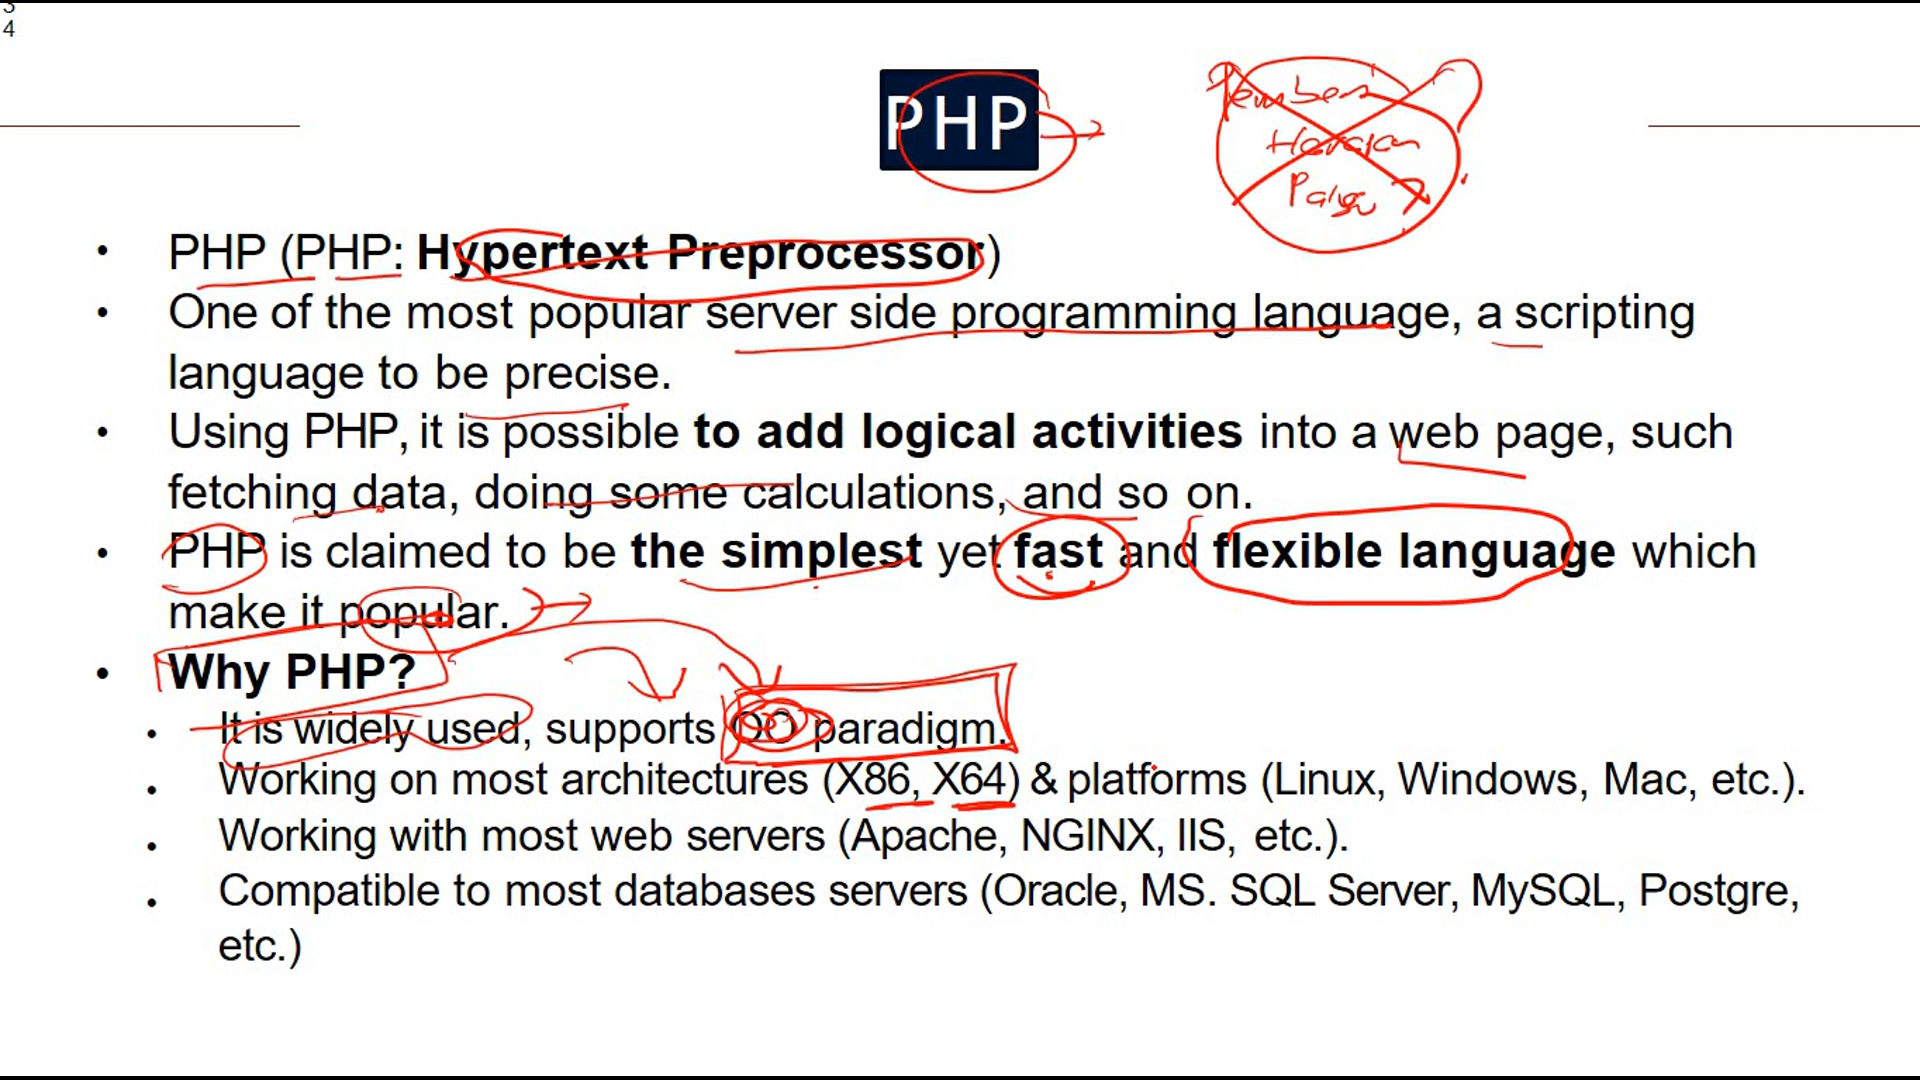 3
4
PHP
Pemberi
Harapan
Palsu
• PHP (PHP: Hypertext Preprocessor)
• One of the most popular server side programming language, a scripting
language to be precise.
• Using PHP, it is possible to add logical activities into a web page, such
fetching data, doing some calculations, and so on.
• PHP is claimed to be the simplest yet fast and flexible language which
make it popular.
• Why PHP?
• It is widely used, supports OO paradigm.
• Working on most architectures (X86, X64) & platforms (Linux, Windows, Mac, etc.).
• Working with most web servers (Apache, NGINX, IIS, etc.).
• Compatible to most databases servers (Oracle, MS. SQL Server, MySQL, Postgre,
etc.)